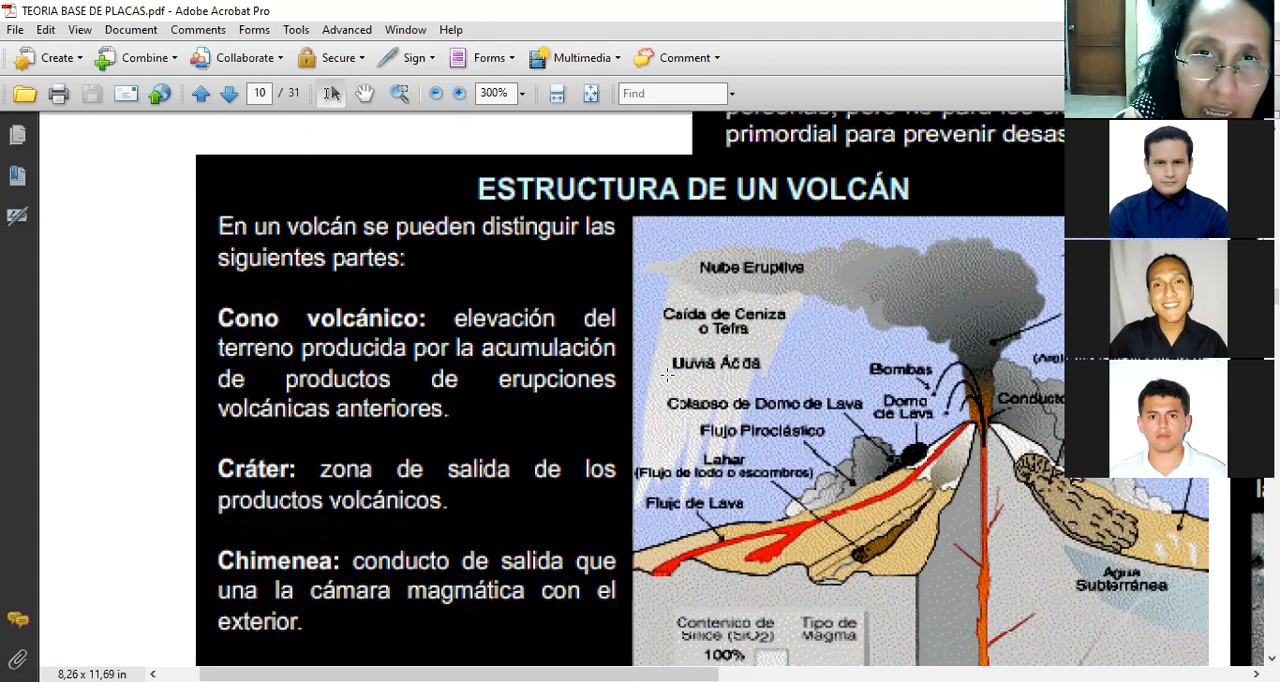 TEORIA BASE DE PLACAS.pdf - Adobe Acrobat Pro
File Edit View Document Comments Forms Tools Advanced Window Help
Create Combine Collaborate Secure Sign Forms Multimedia Comment
10 / 31 300% Find
primordial para prevenir desas
ESTRUCTURA DE UN VOLCÁN
En un volcán se pueden distinguir las
siguientes partes:
Cono volcánico: elevación del
terreno producida por la acumulación
de productos de erupciones
volcánicas anteriores.
Cráter: zona de salida de los
productos volcánicos.
Chimenea: conducto de salida que
una la cámara magmática con el
exterior.
Nube Eruptiva
Caída de Ceniza
o Tefra
Lluvia Acida
Bombas
Colapso de Domo de Lava
Domo
de Lava
Conducto
Flujo Piroclástico
Lahar
(Flujo de lodo o escombros)
Flujo de Lava
Agua
Subterránea
Contenido de
Silice (SiO2)
Tipo de
Magma
100%
8,26 x 11,69 in